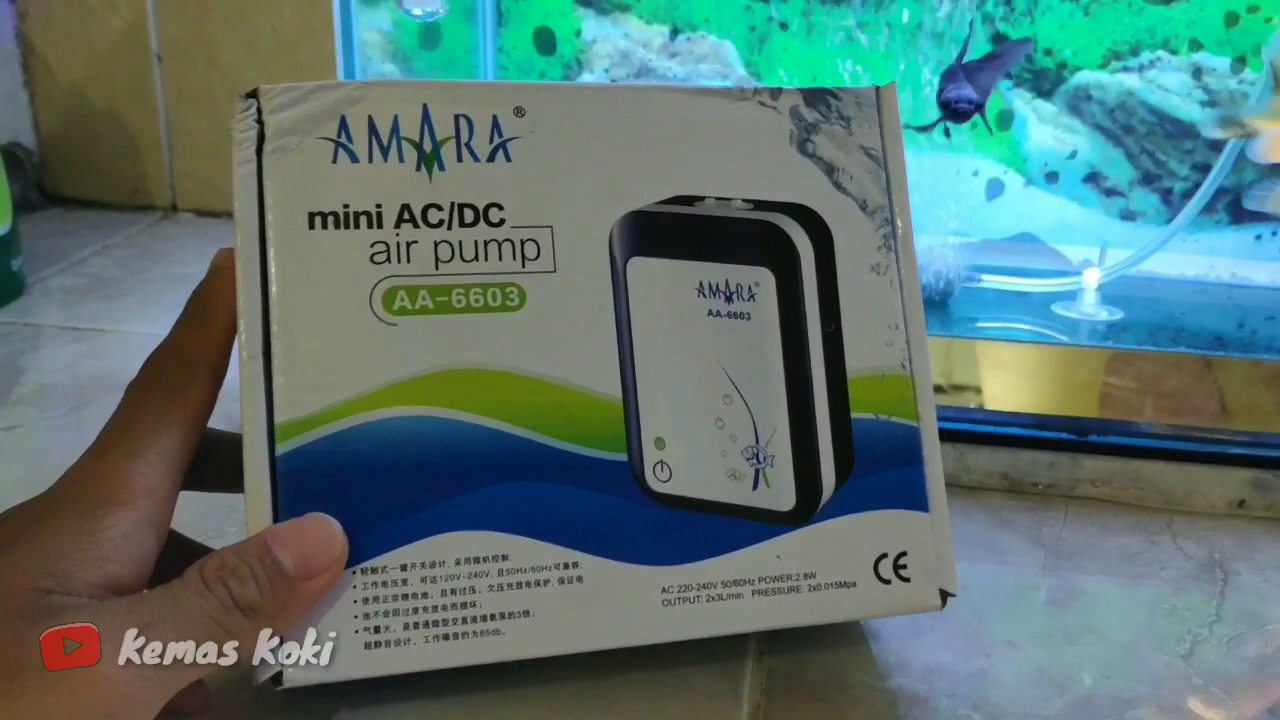 AMARA®
mini AC/DC
air pump
AA-6603
AMARA®
AA-6603
• 轻触式一键开关设计, 采用微机控制;
• 工作电压宽, 可达120V~240V, 且50Hz/60Hz可兼容;
• 使用正宗锂电池, 且有过压、欠压充放电保护, 保证电
池不会因过度充放电而损坏;
• 气量大, 是普通微型交直流增氧泵的3倍;
超静音设计, 工作噪音约为65db。
AC 220-240V 50/60Hz POWER:2.8W
OUTPUT: 2x3L/min PRESSURE: 2x0.015Mpa
CE
Kemas Koki